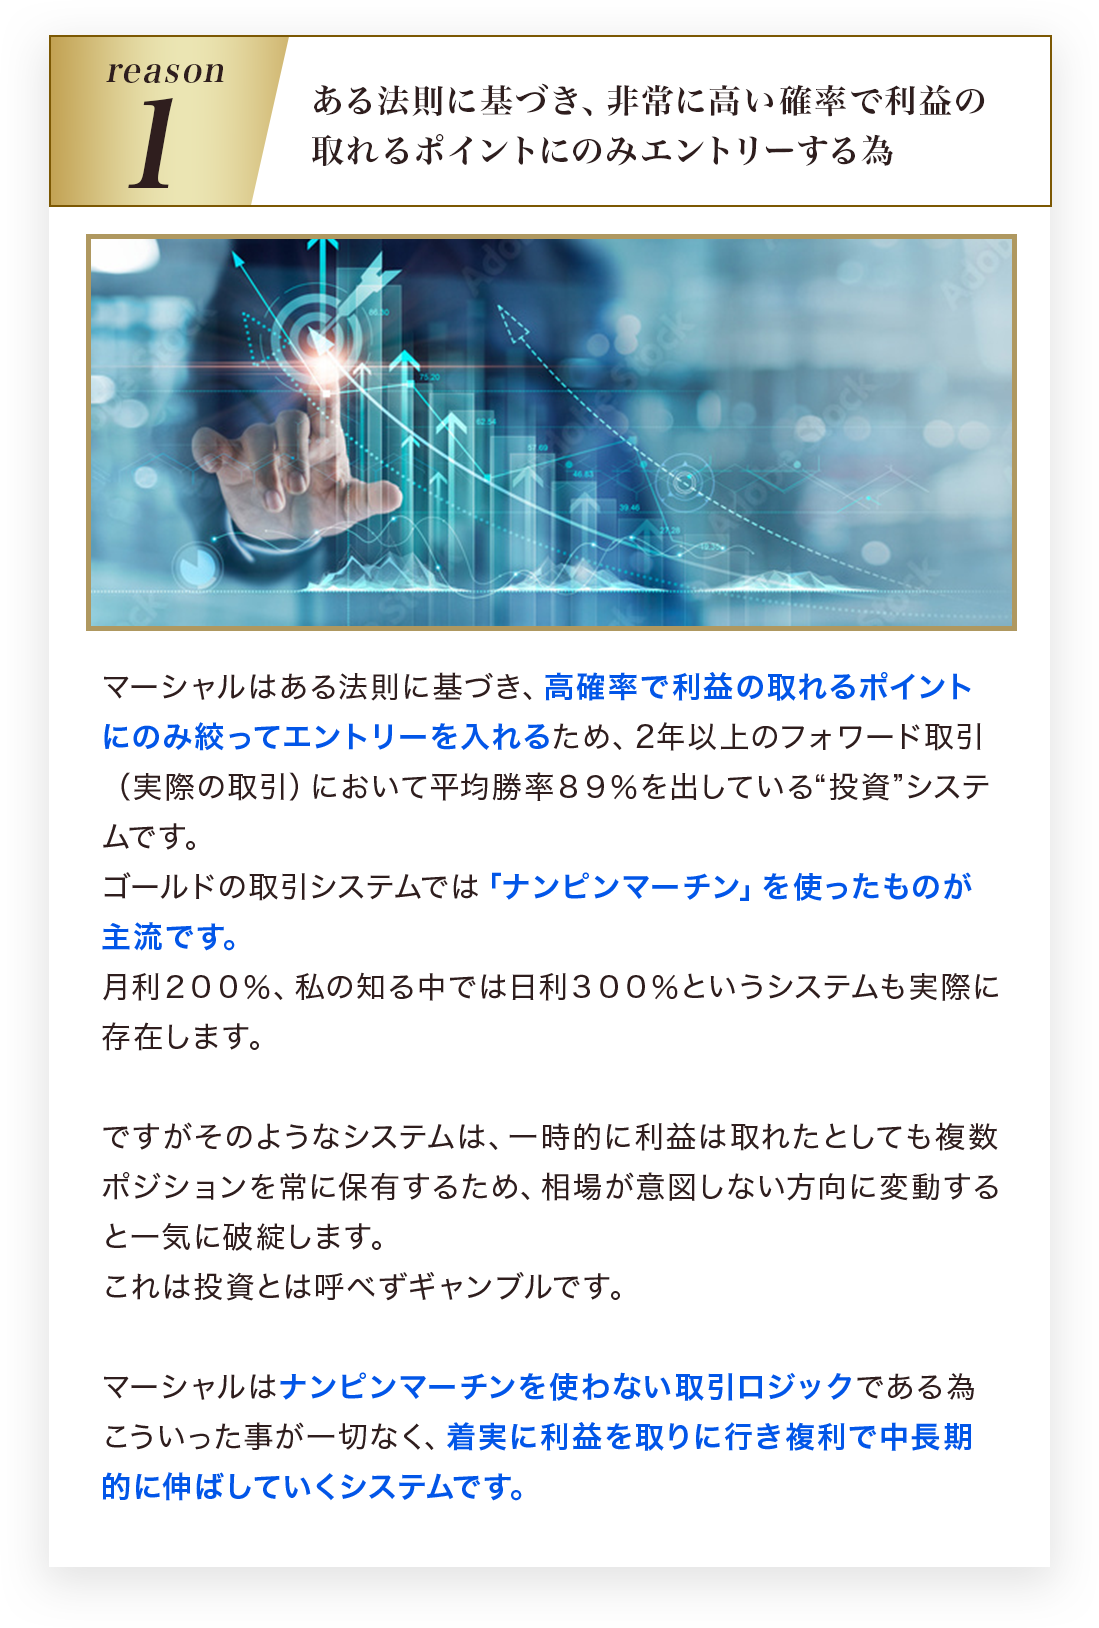 reason
1
ある法則に基づき、非常に高い確率で利益の
取れるポイントにのみエントリーする為
86.30
75.20
62.54
57.69
46.83
39.46
27.26
19.35
Adobe Stock
マーシャルはある法則に基づき、高確率で利益の取れるポイント
にのみ絞ってエントリーを入れるため、2年以上のフォワード取引
（実際の取引）において平均勝率８９％を出している“投資”システ
ムです。
ゴールドの取引システムでは「ナンピンマーチン」を使ったものが
主流です。
月利２００％、私の知る中では日利３００％というシステムも実際に
存在します。
ですがそのようなシステムは、一時的に利益は取れたとしても複数
ポジションを常に保有するため、相場が意図しない方向に変動する
と一気に破綻します。
これは投資とは呼べずギャンブルです。
マーシャルはナンピンマーチンを使わない取引ロジックである為
こういった事が一切なく、着実に利益を取りに行き複利で中長期
的に伸ばしていくシステムです。